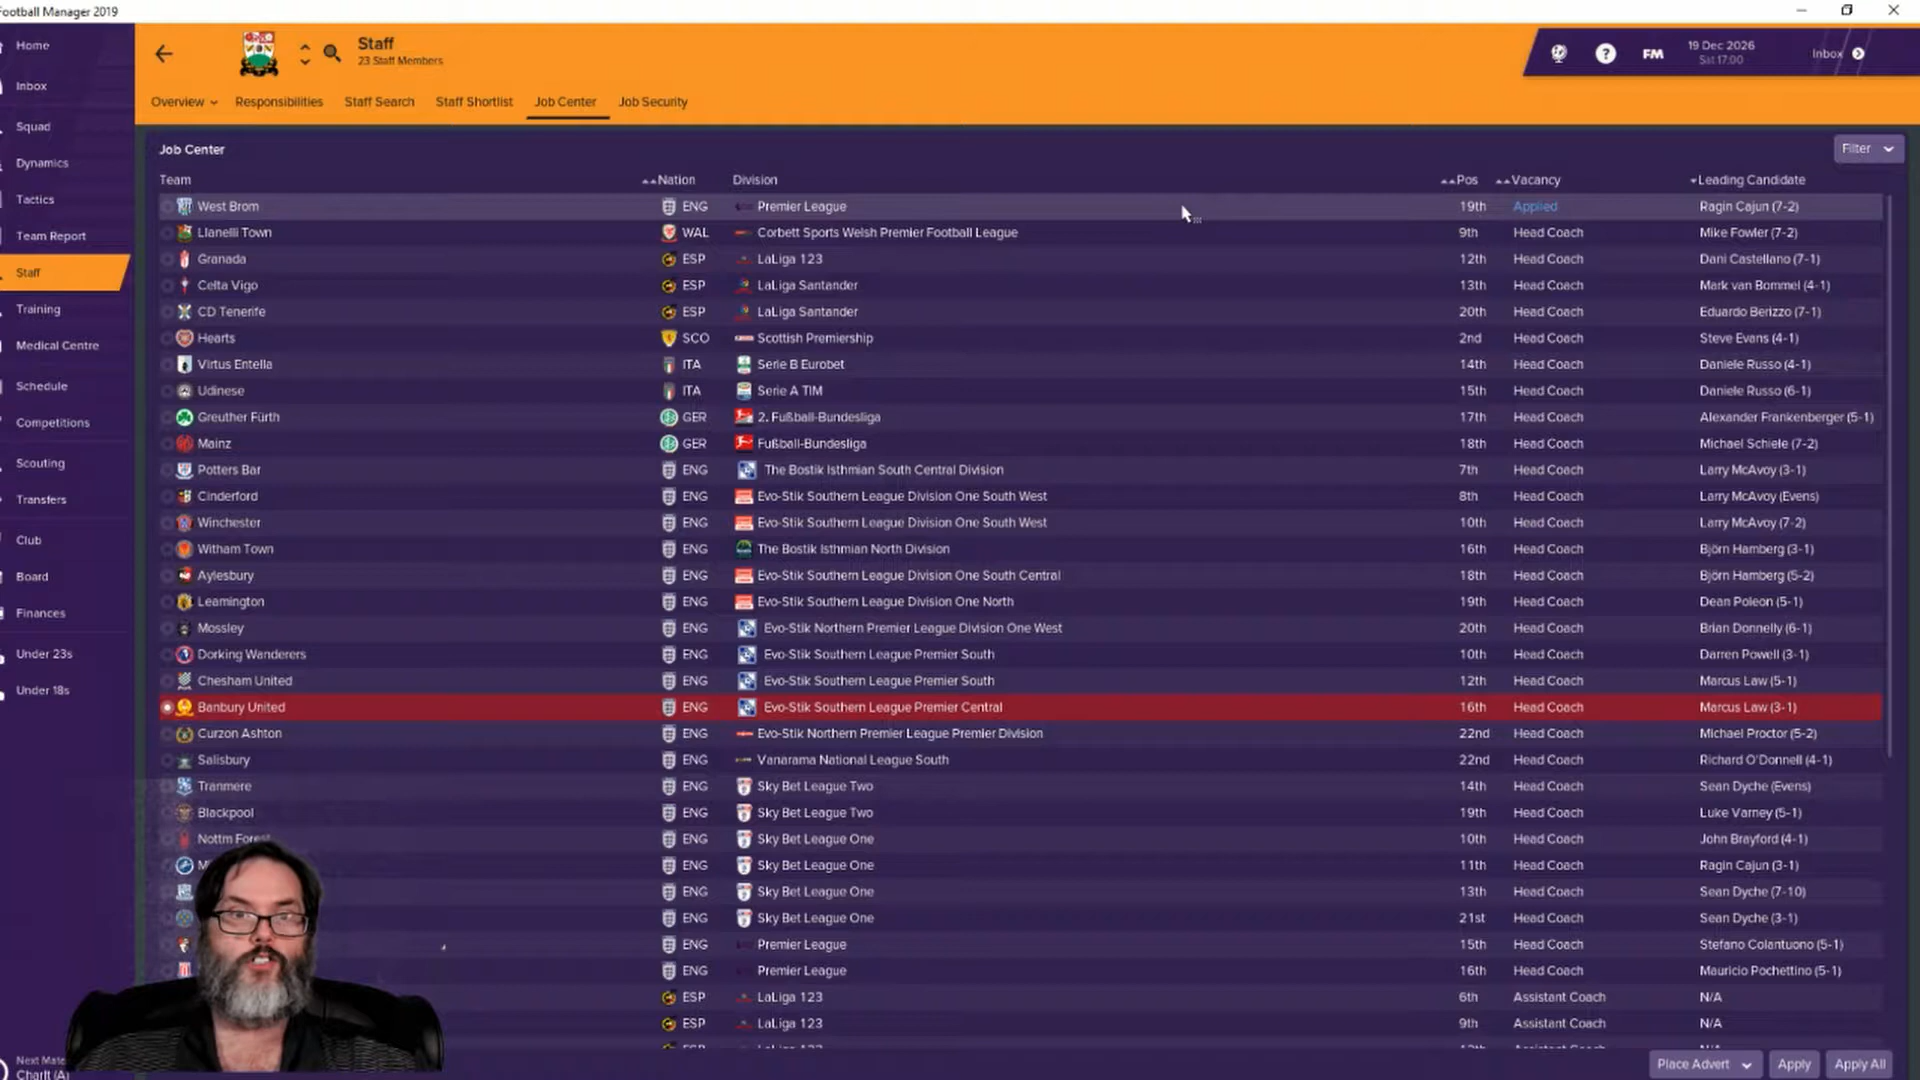 Football Manager 2019
Staff
23 Staff Members
19 Dec 2026
Sat 17:00
Inbox
FM
?
Overview
Responsibilities
Staff Search
Staff Shortlist
Job Center
Job Security
Home
Inbox
Squad
Dynamics
Tactics
Team Report
Staff
Training
Medical Centre
Schedule
Competitions
Scouting
Transfers
Club
Board
Finances
Under 23s
Under 18s
Job Center
Filter
Team Nation Division Pos Vacancy Leading Candidate
West Brom ENG Premier League 19th Applied Ragin Cajun (7-2)
Llanelli Town WAL Corbett Sports Welsh Premier Football League 9th Head Coach Mike Fowler (7-2)
Granada ESP LaLiga 123 12th Head Coach Dani Castellano (7-1)
Celta Vigo ESP LaLiga Santander 13th Head Coach Mark van Bommel (4-1)
CD Tenerife ESP LaLiga Santander 20th Head Coach Eduardo Berizzo (7-1)
Hearts SCO Scottish Premiership 2nd Head Coach Steve Evans (4-1)
Virtus Entella ITA Serie B Eurobet 14th Head Coach Daniele Russo (4-1)
Udinese ITA Serie A TIM 15th Head Coach Daniele Russo (6-1)
Greuther Fürth GER 2. Fußball-Bundesliga 17th Head Coach Alexander Frankenberger (5-1)
Mainz GER Fußball-Bundesliga 18th Head Coach Michael Schiele (7-2)
Potters Bar ENG The Bostik Isthmian South Central Division 7th Head Coach Larry McAvoy (3-1)
Cinderford ENG Evo-Stik Southern League Division One South West 8th Head Coach Larry McAvoy (Evens)
Winchester ENG Evo-Stik Southern League Division One South West 10th Head Coach Larry McAvoy (7-2)
Witham Town ENG The Bostik Isthmian North Division 16th Head Coach Björn Hamberg (3-1)
Aylesbury ENG Evo-Stik Southern League Division One South Central 18th Head Coach Björn Hamberg (5-2)
Leamington ENG Evo-Stik Southern League Division One North 19th Head Coach Dean Poleon (5-1)
Mossley ENG Evo-Stik Northern Premier League Division One West 20th Head Coach Brian Donnelly (6-1)
Dorking Wanderers ENG Evo-Stik Southern League Premier South 10th Head Coach Darren Powell (3-1)
Chesham United ENG Evo-Stik Southern League Premier South 12th Head Coach Marcus Law (5-1)
Banbury United ENG Evo-Stik Southern League Premier Central 16th Head Coach Marcus Law (3-1)
Curzon Ashton ENG Evo-Stik Northern Premier League Premier Division 22nd Head Coach Michael Proctor (5-2)
Salisbury ENG Vanarama National League South 22nd Head Coach Richard O'Donnell (4-1)
Tranmere ENG Sky Bet League Two 14th Head Coach Sean Dyche (Evens)
Blackpool ENG Sky Bet League Two 19th Head Coach Luke Varney (5-1)
Nottm Forest ENG Sky Bet League One 10th Head Coach John Brayford (4-1)
ENG Sky Bet League One 11th Head Coach Ragin Cajun (3-1)
ENG Sky Bet League One 13th Head Coach Sean Dyche (7-10)
ENG Sky Bet League One 21st Head Coach Sean Dyche (3-1)
ENG Premier League 15th Head Coach Stefano Colantuono (5-1)
ENG Premier League 16th Head Coach Mauricio Pochettino (5-1)
ESP LaLiga 123 6th Assistant Coach N/A
ESP LaLiga 123 9th Assistant Coach N/A
Next
Charlt (A)
Place Advert
Apply
Apply All